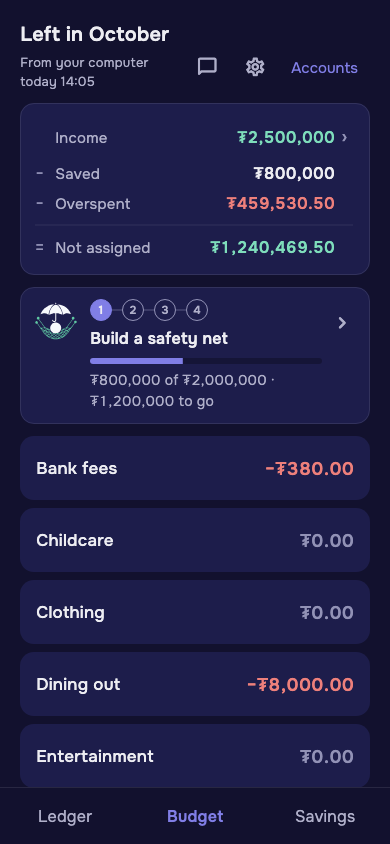 Left in October
From your computer
today 14:05
Accounts
Income ₮2,500,000 ›
− Saved ₮800,000
− Overspent ₮459,530.50
= Not assigned ₮1,240,469.50
1 2 3 4
Build a safety net
₮800,000 of ₮2,000,000 ·
₮1,200,000 to go
Bank fees −₮380.00
Childcare ₮0.00
Clothing ₮0.00
Dining out −₮8,000.00
Entertainment ₮0.00
Ledger Budget Savings